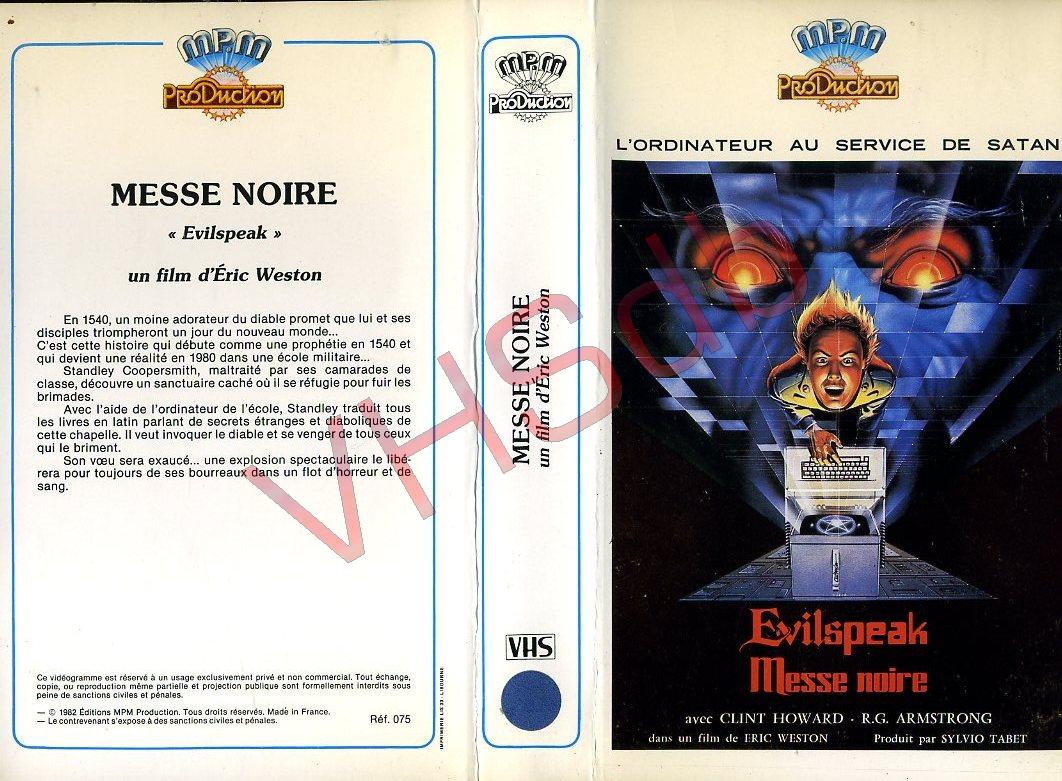 MPM
PRODUCTION
MESSE NOIRE
« Evilspeak »
un film d'Éric Weston
En 1540, un moine adorateur du diable promet que lui et ses
disciples triompheront un jour du nouveau monde...
C'est cette histoire qui débute comme une prophétie en 1540 et
qui devient une réalité en 1980 dans une école militaire...
Standley Coopersmith, maltraité par ses camarades de
classe, découvre un sanctuaire caché où il se réfugie pour fuir les
brimades.
Avec l'aide de l'ordinateur de l'école, Standley traduit tous
les livres en latin parlant de secrets étranges et diaboliques de
cette chapelle. Il veut invoquer le diable et se venger de tous ceux
qui le briment.
Son vœu sera exaucé... une explosion spectaculaire le libé-
rera pour toujours de ses bourreaux dans un flot d'horreur et de
sang.
Ce vidéogramme est réservé à un usage exclusivement privé et non commercial. Tout échange,
copie, ou reproduction même partielle et projection publique sont formellement interdits sous
peine de sanctions civiles et pénales.
— © 1982 Éditions MPM Production. Tous droits réservés. Made in France.
— Le contrevenant s'expose à des sanctions civiles et pénales.
Réf. 075
IMPRIMERIE LIS 33 - LIBOURNE
MPM
PRODUCTION
MESSE NOIRE
un film d'Éric Weston
VHS
MPM
PRODUCTION
L'ORDINATEUR AU SERVICE DE SATAN
Evilspeak
Messe noire
avec CLINT HOWARD · R.G. ARMSTRONG
dans un film de ERIC WESTON Produit par SYLVIO TABET
VHSdb